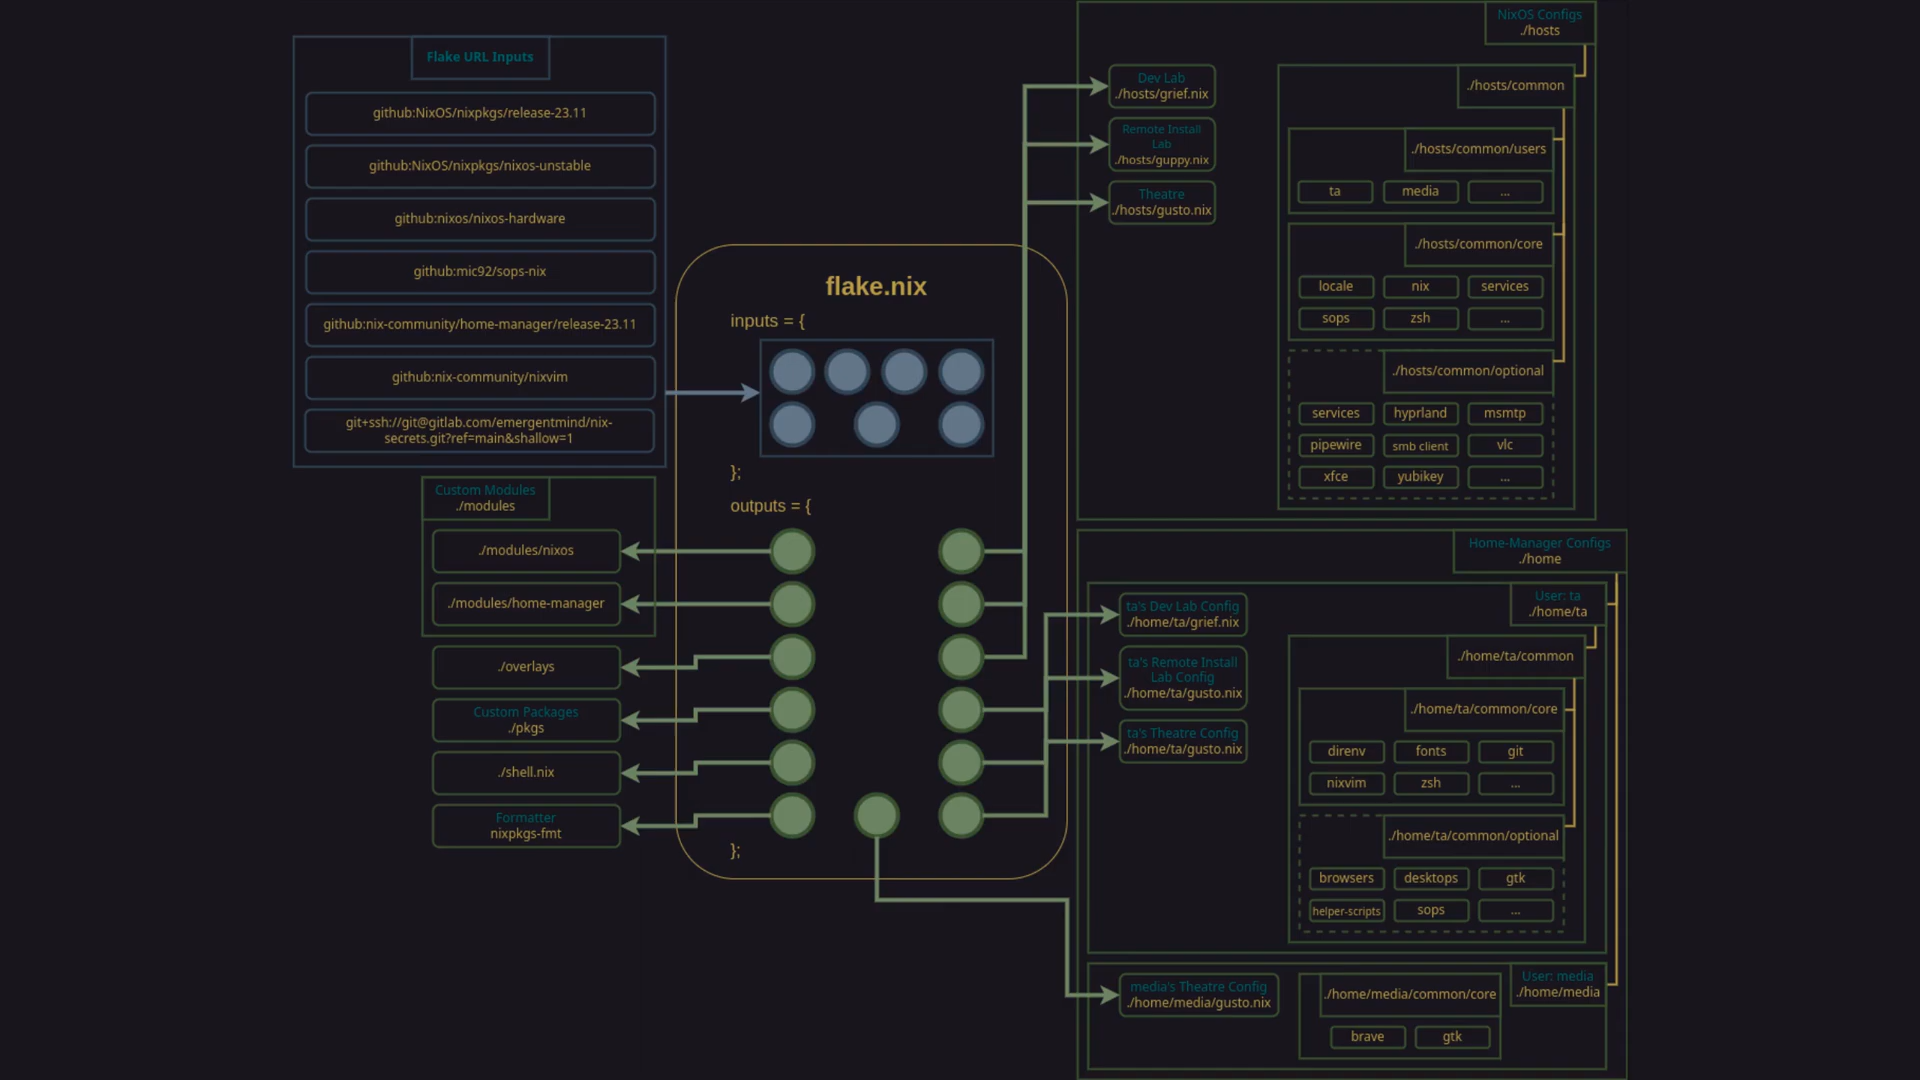 Flake URL Inputs
github:NixOS/nixpkgs/release-23.11
github:NixOS/nixpkgs/nixos-unstable
github:nixos/nixos-hardware
github:mic92/sops-nix
github:nix-community/home-manager/release-23.11
github:nix-community/nixvim
git+ssh://git@gitlab.com/emergentmind/nix-
secrets.git?ref=main&shallow=1
Custom Modules
./modules
./modules/nixos
./modules/home-manager
./overlays
Custom Packages
./pkgs
./shell.nix
Formatter
nixpkgs-fmt
flake.nix
inputs = {
};
outputs = {
};
NixOS Configs
./hosts
Dev Lab
./hosts/grief.nix
Remote Install
Lab
./hosts/guppy.nix
Theatre
./hosts/gusto.nix
./hosts/common
./hosts/common/users
ta media ...
./hosts/common/core
locale nix services
sops zsh ...
./hosts/common/optional
services hyprland msmtp
pipewire smb client vlc
xfce yubikey ...
Home-Manager Configs
./home
User: ta
./home/ta
ta's Dev Lab Config
./home/ta/grief.nix
ta's Remote Install
Lab Config
./home/ta/gusto.nix
ta's Theatre Config
./home/ta/gusto.nix
./home/ta/common
./home/ta/common/core
direnv fonts git
nixvim zsh ...
./home/ta/common/optional
browsers desktops gtk
helper-scripts sops ...
User: media
./home/media
media's Theatre Config
./home/media/gusto.nix
./home/media/common/core
brave gtk